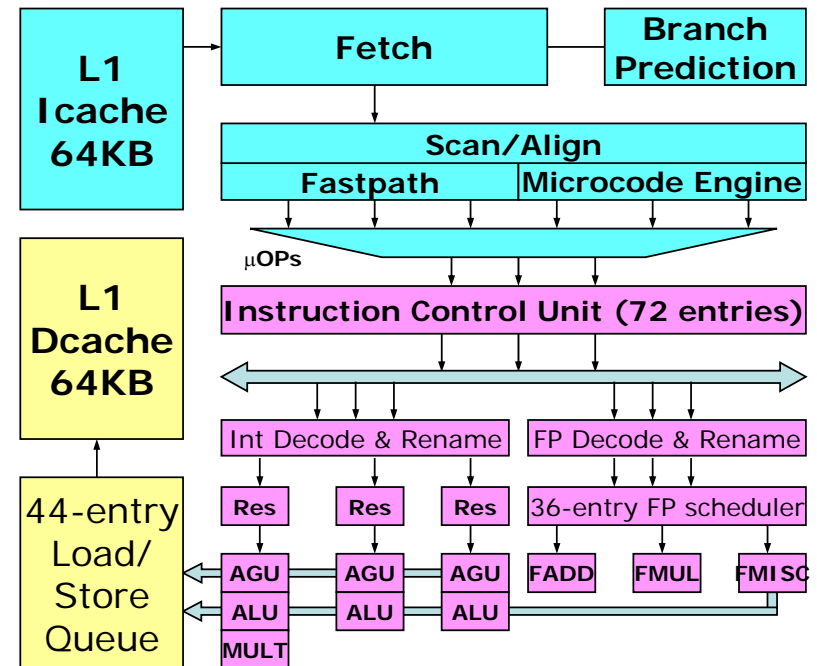 L1
Icache
64KB
Fetch
Branch
Prediction
Scan/Align
Fastpath
Microcode Engine
µOPs
L1
Dcache
64KB
Instruction Control Unit (72 entries)
Int Decode & Rename
FP Decode & Rename
Res
Res
Res
36-entry FP scheduler
44-entry
Load/
Store
Queue
AGU
AGU
AGU
FADD
FMUL
FMISC
ALU
ALU
ALU
MULT